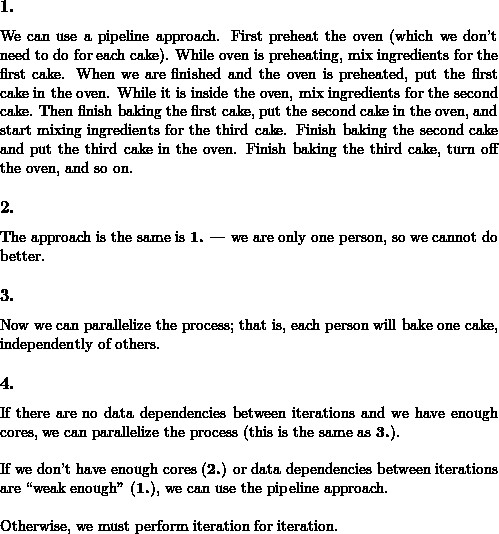 1.
We can use a pipeline approach. First preheat the oven (which we don't
need to do for each cake). While oven is preheating, mix ingredients for the
first cake. When we are finished and the oven is preheated, put the first
cake in the oven. While it is inside the oven, mix ingredients for the second
cake. Then finish baking the first cake, put the second cake in the oven, and
start mixing ingredients for the third cake. Finish baking the second cake
and put the third cake in the oven. Finish baking the third cake, turn off
the oven, and so on.
2.
The approach is the same is 1. — we are only one person, so we cannot do
better.
3.
Now we can parallelize the process; that is, each person will bake one cake,
independently of others.
4.
If there are no data dependencies between iterations and we have enough
cores, we can parallelize the process (this is the same as 3.).
If we don't have enough cores (2.) or data dependencies between iterations
are “weak enough” (1.), we can use the pipeline approach.
Otherwise, we must perform iteration for iteration.